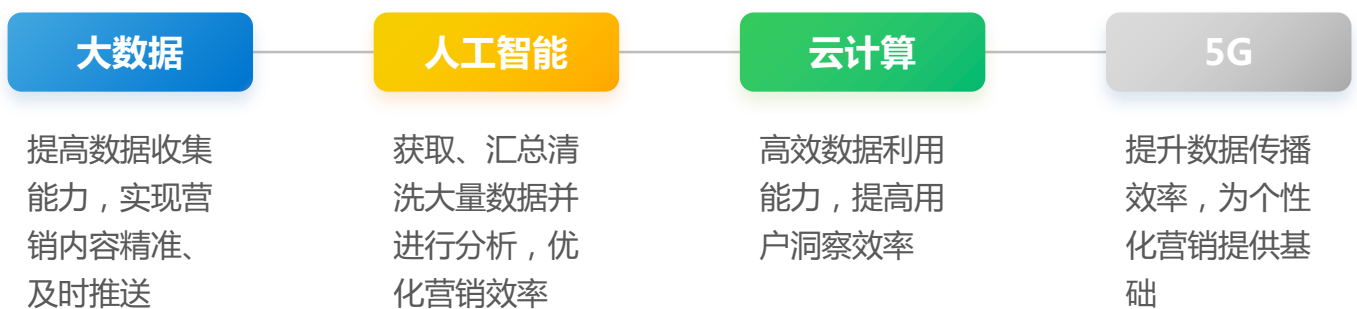 大数据
提高数据收集
能力，实现营
销内容精准、
及时推送
人工智能
获取、汇总清
洗大量数据并
进行分析，优
化营销效率
云计算
高效数据利用
能力，提高用
户洞察效率
5G
提升数据传播
效率，为个性
化营销提供基
础